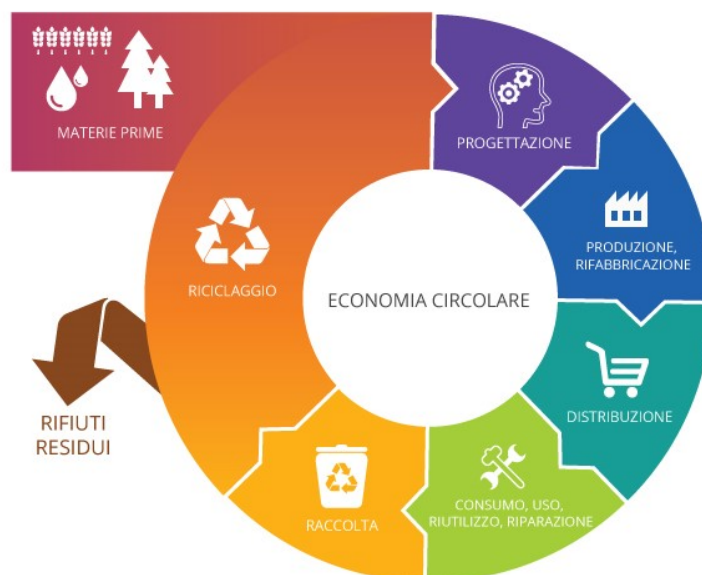 MATERIE PRIME
PROGETTAZIONE
PRODUZIONE,
RIFABBRICAZIONE
RICICLAGGIO
ECONOMIA CIRCOLARE
DISTRIBUZIONE
RIFIUTI
RESIDUI
CONSUMO, USO,
RIUTILIZZO, RIPARAZIONE
RACCOLTA